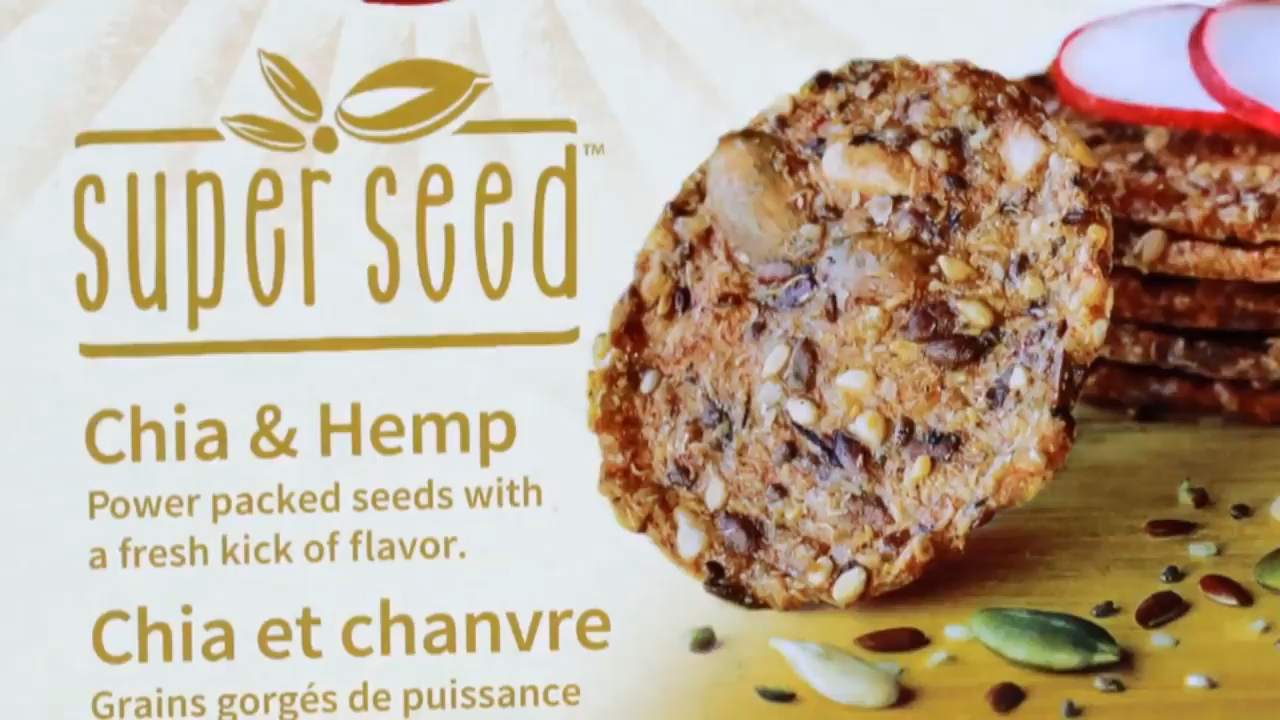 super seed™
Chia & Hemp
Power packed seeds with
a fresh kick of flavor.
Chia et chanvre
Grains gorgés de puissance